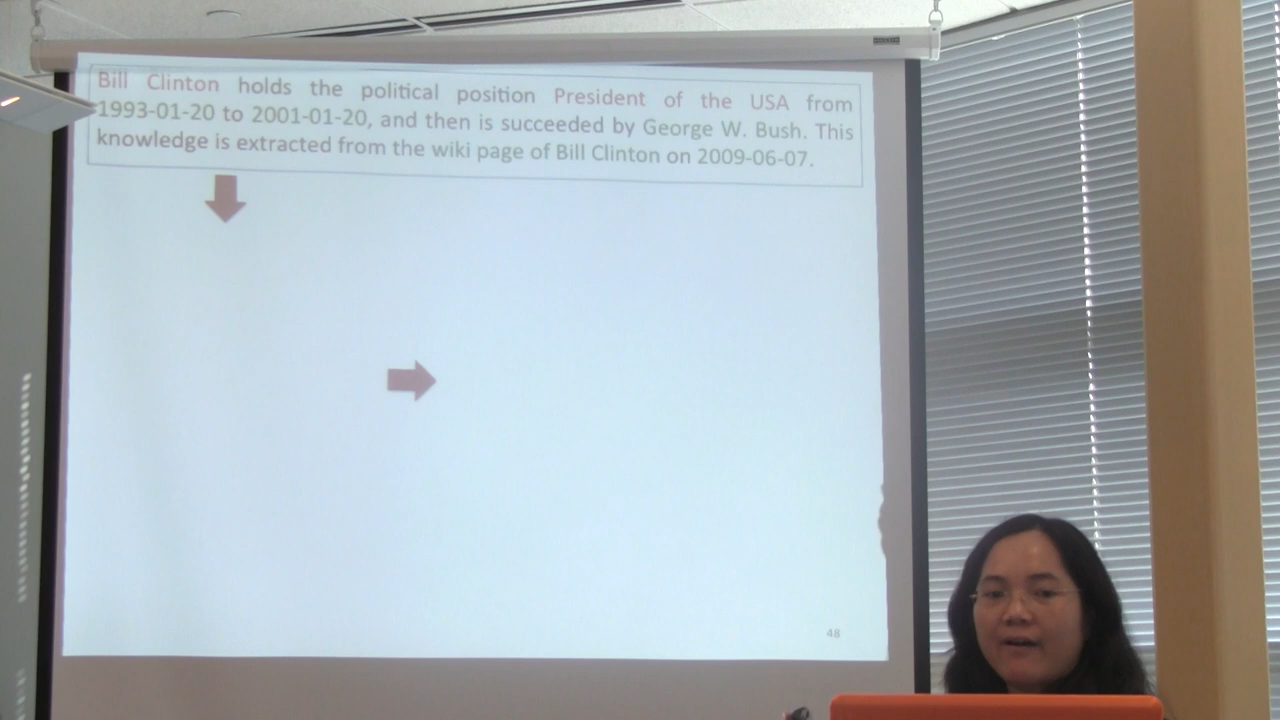 Bill Clinton holds the political position President of the USA from
1993-01-20 to 2001-01-20, and then is succeeded by George W. Bush. This
knowledge is extracted from the wiki page of Bill Clinton on 2009-06-07.
48